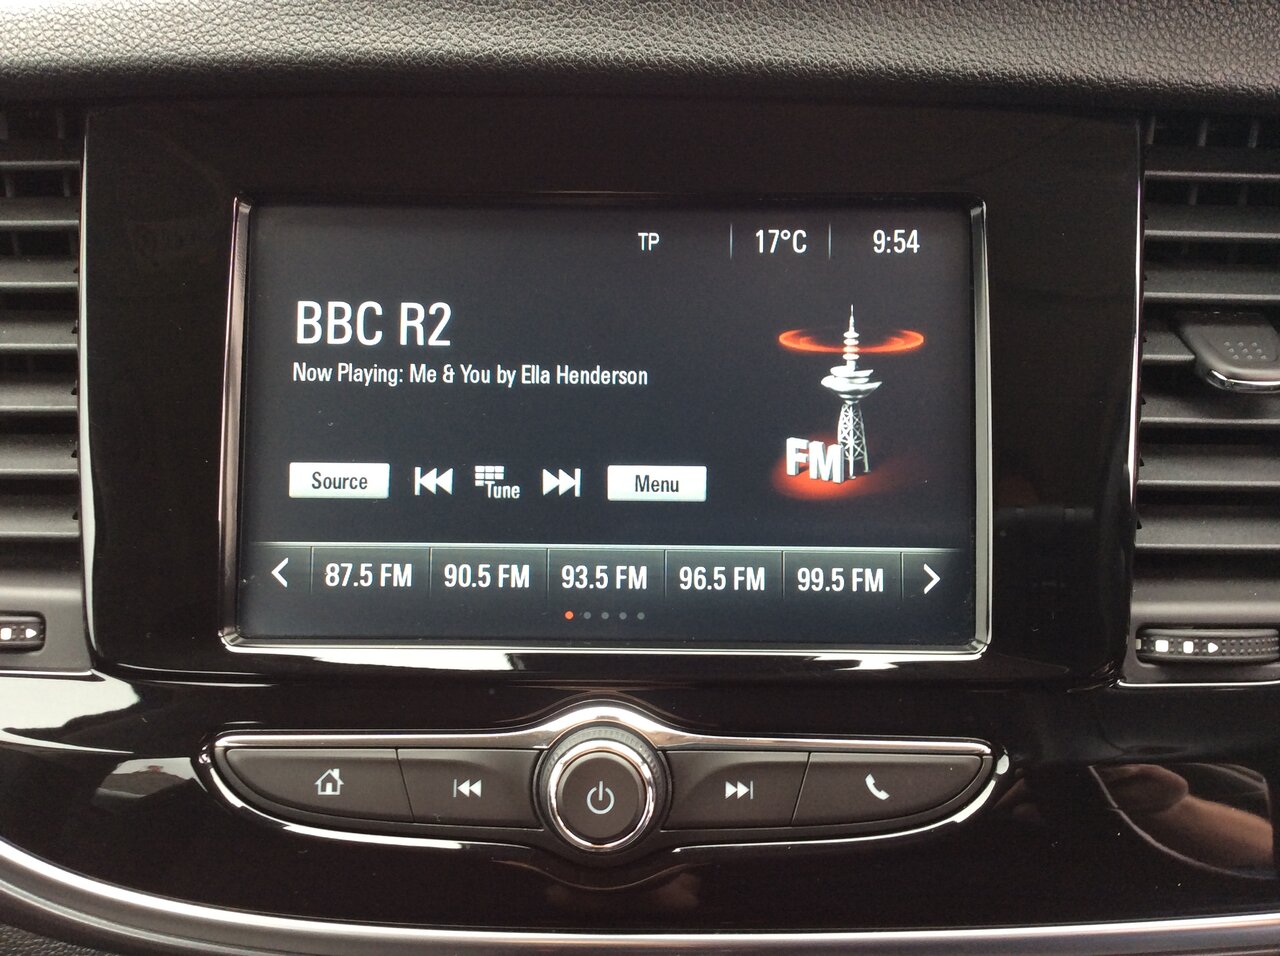 TP 17°C 9:54
BBC R2
Now Playing: Me & You by Ella Henderson
FM
Source Tune Menu
87.5 FM 90.5 FM 93.5 FM 96.5 FM 99.5 FM